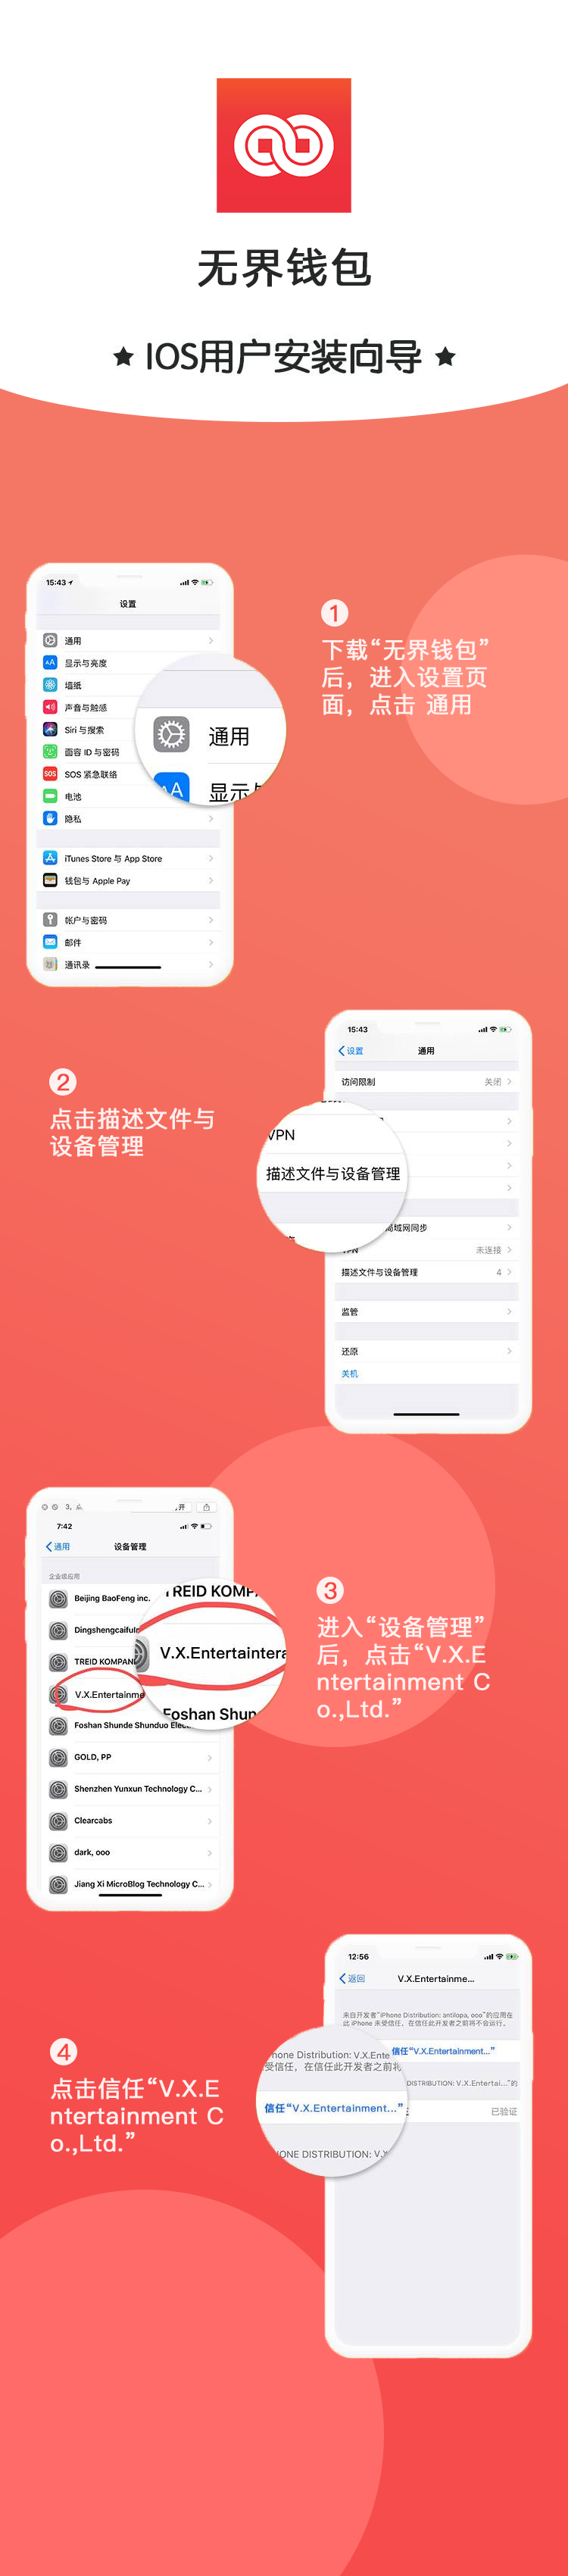 无界钱包
★ IOS用户安装向导 ★
15:43
设置
通用
显示与亮度
墙纸
声音与触感
Siri 与搜索
面容 ID 与密码
SOS SOS 紧急联络
电池
隐私
iTunes Store 与 App Store
钱包与 Apple Pay
帐户与密码
邮件
通讯录
通用
AA
显示与
1
下载“无界钱包”
后，进入设置页
面，点击 通用
2
点击描述文件与
设备管理
15:43
设置
通用
访问限制 关闭
VPN
描述文件与设备管理
局域网同步
VPN 未连接
描述文件与设备管理 4
监管
还原
关机
7:42
通用
设备管理
企业级应用
Beijing BaoFeng inc.
Dingshengcaifule
TREID KOMPAN
V.X.Entertainme
Foshan Shunde Shunduo Elec...
GOLD, PP
Shenzhen Yunxun Technology C...
Clearcabs
dark, ooo
Jiang Xi MicroBlog Technology C...
TREID KOMPA
V.X.Entertaintera
Foshan Shun
3
进入“设备管理”
后，点击“V.X.E
ntertainment C
o.,Ltd.”
4
点击信任“V.X.E
ntertainment C
o.,Ltd.”
12:56
返回
V.X.Entertainme...
来自开发者“iPhone Distribution: antilopa, ooo”的应用在
此 iPhone 未受信任，在信任此开发者之前将不会运行。
信任“V.X.Entertainment...”
DISTRIBUTION: V.X.Entertai...”的
已验证
hone Distribution: V.X.Ente
受信任，在信任此开发者之前将
信任“V.X.Entertainment...”
ONE DISTRIBUTION: V.X